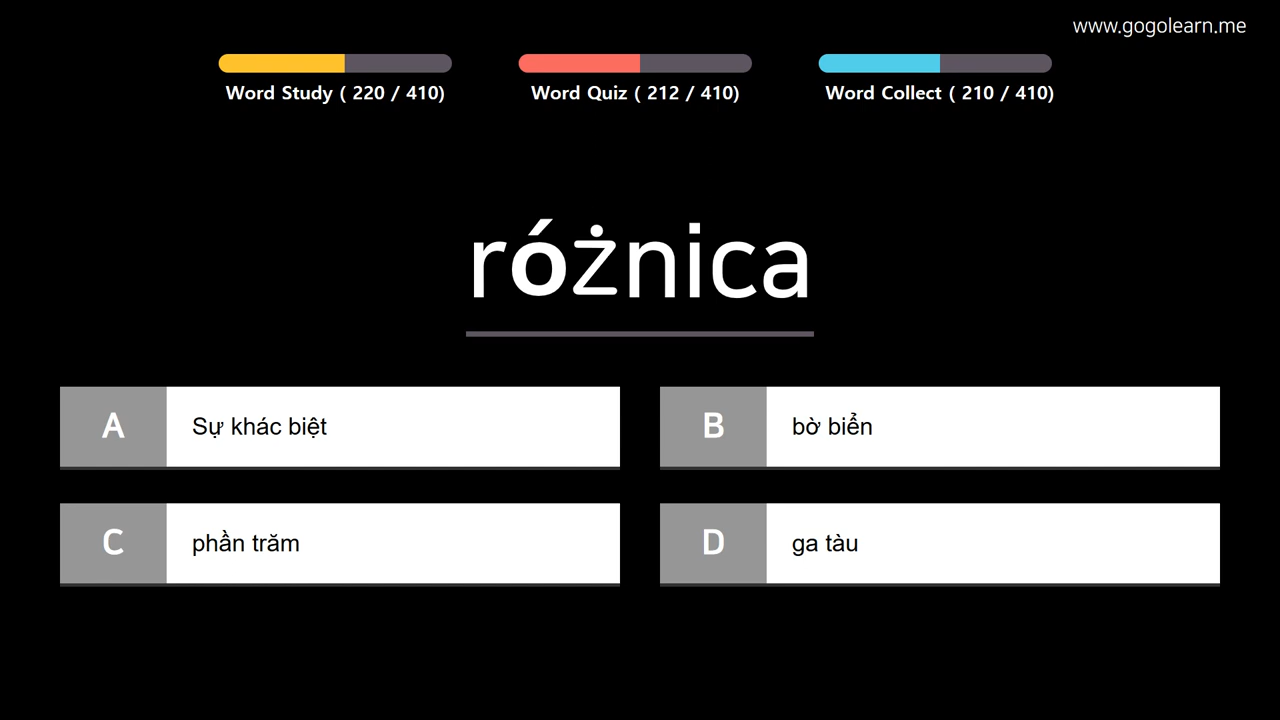 www.gogolearn.me
Word Study ( 220 / 410)
Word Quiz ( 212 / 410)
Word Collect ( 210 / 410)
różnica
A Sự khác biệt
B bờ biển
C phần trăm
D ga tàu